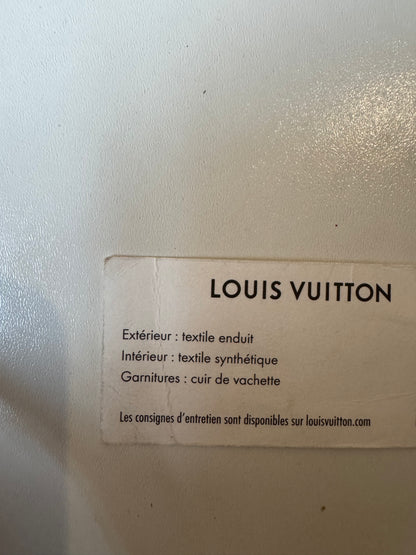 LOUIS VUITTON
Extérieur : textile enduit
Intérieur : textile synthétique
Garnitures : cuir de vachette
Les consignes d'entretien sont disponibles sur louisvuitton.com